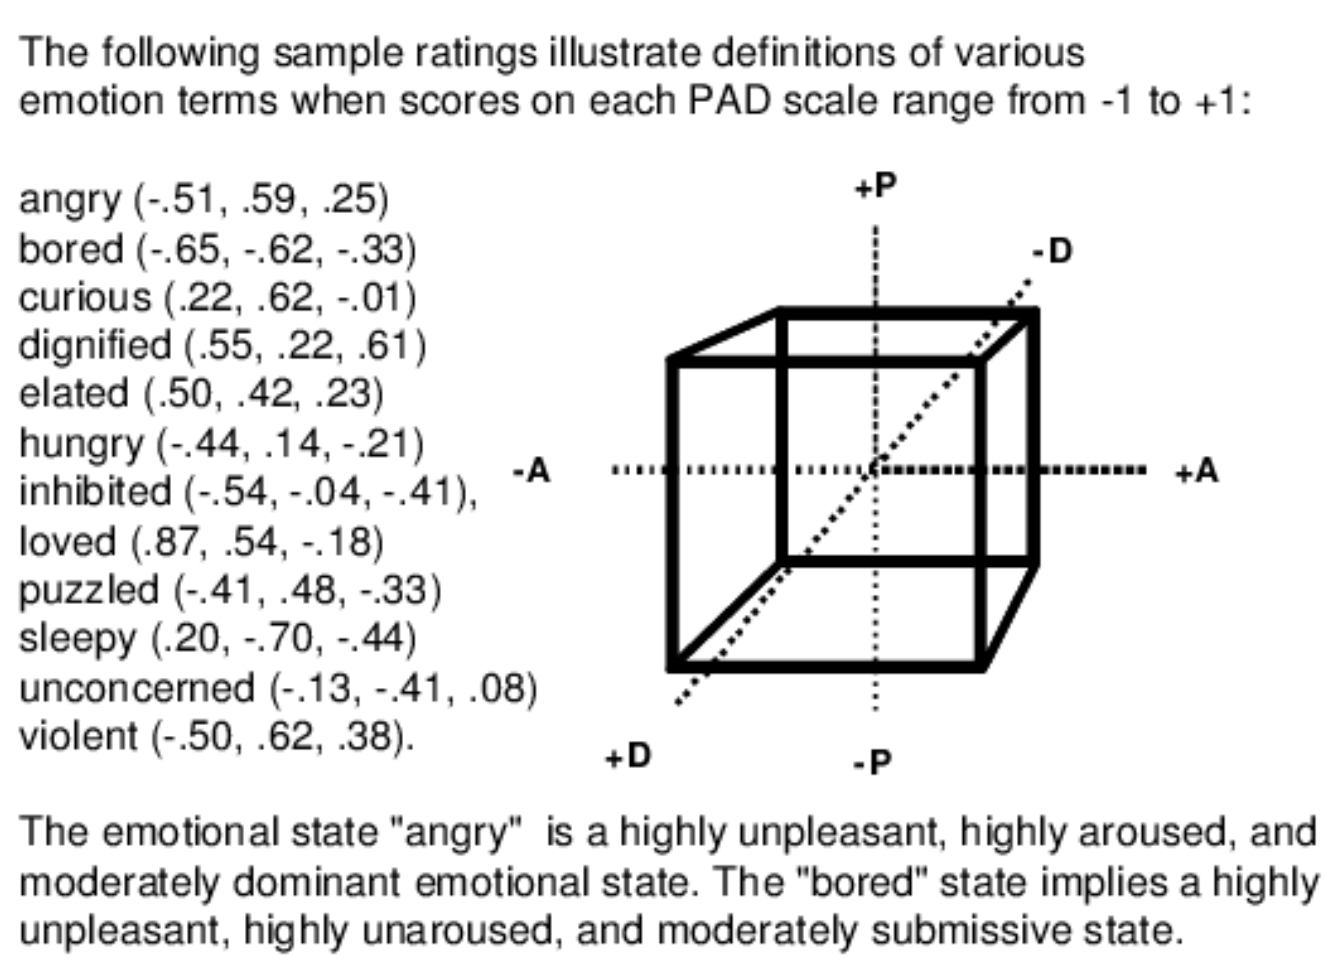 The following sample ratings illustrate definitions of various
emotion terms when scores on each PAD scale range from -1 to +1:
angry (-.51, .59, .25)
bored (-.65, -.62, -.33)
curious (.22, .62, -.01)
dignified (.55, .22, .61)
elated (.50, .42, .23)
hungry (-.44, .14, -.21)
inhibited (-.54, -.04, -.41),
loved (.87, .54, -.18)
puzzled (-.41, .48, -.33)
sleepy (.20, -.70, -.44)
unconcerned (-.13, -.41, .08)
violent (-.50, .62, .38).
+P
-D
-A
+A
+D
-P
The emotional state "angry"  is a highly unpleasant, highly aroused, and
moderately dominant emotional state. The "bored" state implies a highly
unpleasant, highly unaroused, and moderately submissive state.